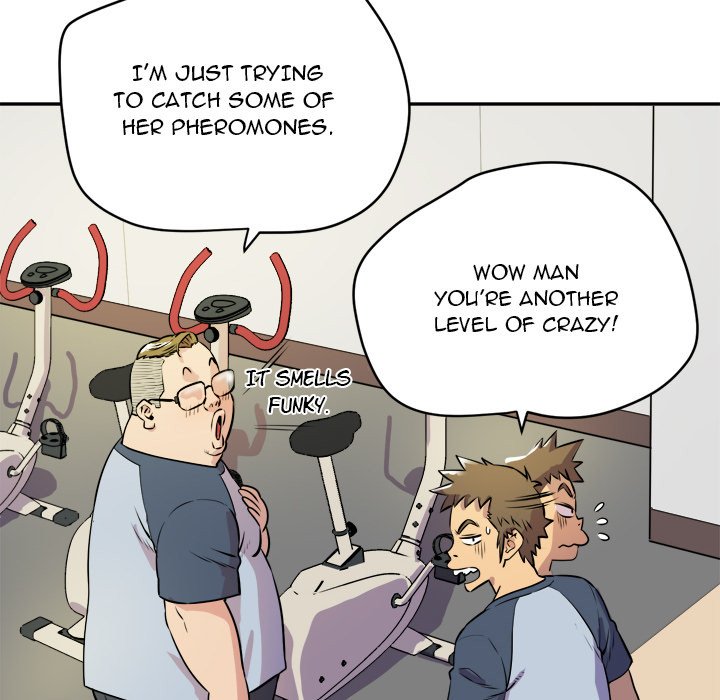 I'M JUST TRYING
TO CATCH SOME OF
HER PHEROMONES.
WOW MAN
YOU'RE ANOTHER
LEVEL OF CRAZY!
IT SMELLS
FUNKY.